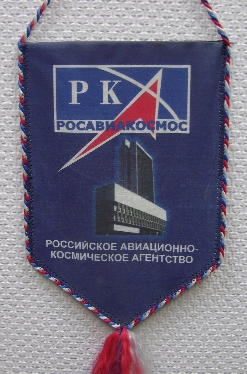 РК
РОСАВИАКОСМОС
РОССИЙСКОЕ АВИАЦИОННО-
КОСМИЧЕСКОЕ АГЕНТСТВО